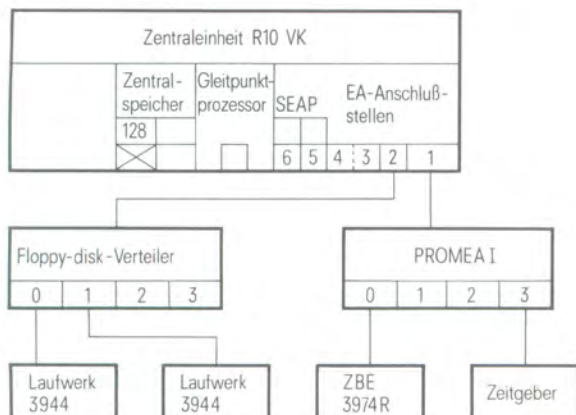 Zentraleinheit R10 VK
Zentral-
speicher
128
Gleitpunkt-
prozessor
SEAP
EA-Anschluß-
stellen
6 5 4 3 2 1
Floppy-disk-Verteiler
0 1 2 3
PROMEA I
0 1 2 3
Laufwerk
3944
Laufwerk
3944
ZBE
3974R
Zeitgeber